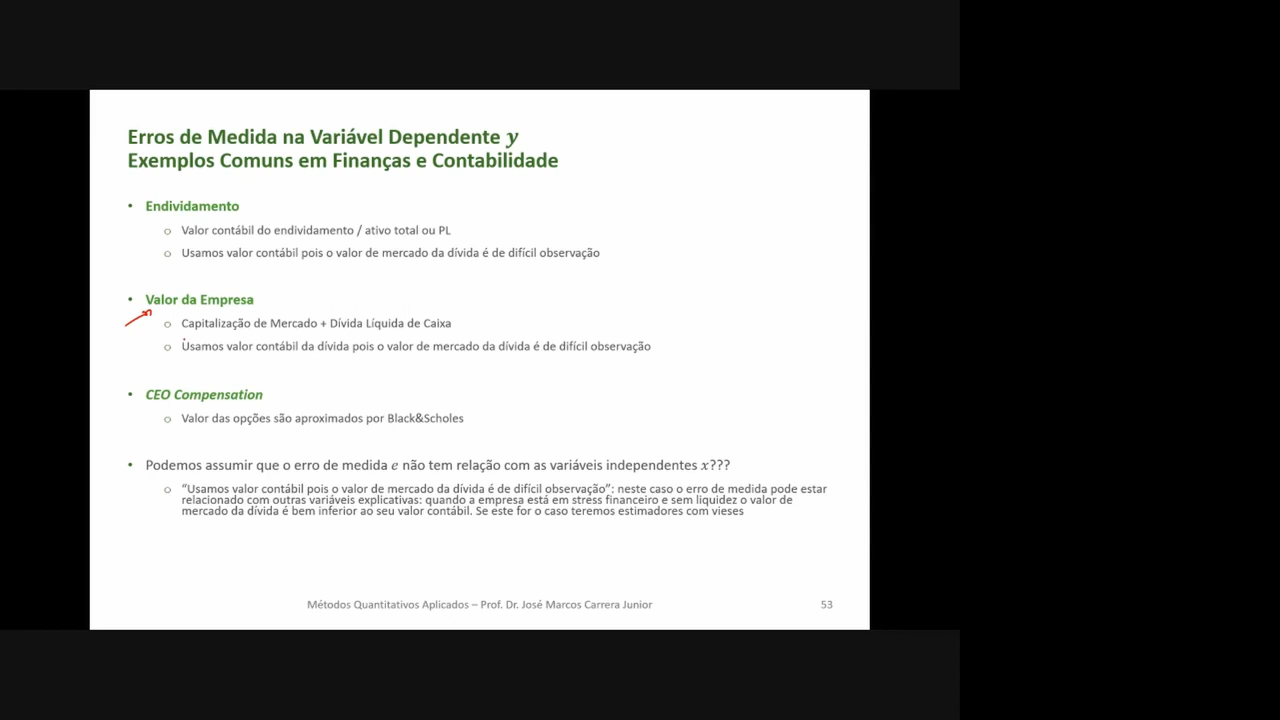 Erros de Medida na Variável Dependente y
Exemplos Comuns em Finanças e Contabilidade
• Endividamento
o Valor contábil do endividamento / ativo total ou PL
o Usamos valor contábil pois o valor de mercado da dívida é de difícil observação
• Valor da Empresa
o Capitalização de Mercado + Dívida Líquida de Caixa
o Usamos valor contábil da dívida pois o valor de mercado da dívida é de difícil observação
• CEO Compensation
o Valor das opções são aproximados por Black&Scholes
• Podemos assumir que o erro de medida e não tem relação com as variáveis independentes x???
o “Usamos valor contábil pois o valor de mercado da dívida é de difícil observação”: neste caso o erro de medida pode estar
relacionado com outras variáveis explicativas: quando a empresa está em stress financeiro e sem liquidez o valor de
mercado da dívida é bem inferior ao seu valor contábil. Se este for o caso teremos estimadores com vieses
Métodos Quantitativos Aplicados – Prof. Dr. José Marcos Carrera Junior
53